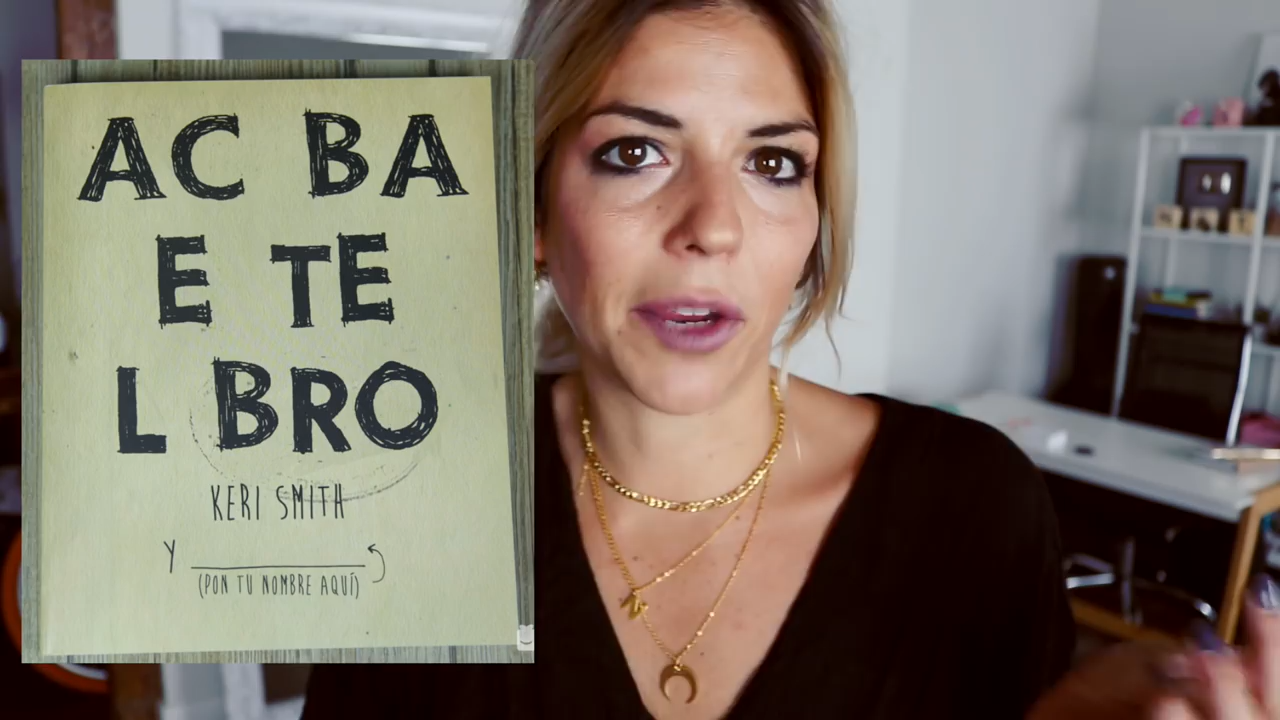 AC BA
E TE
L BRO
KERI SMITH
Y
(PON TU NOMBRE AQUÍ)